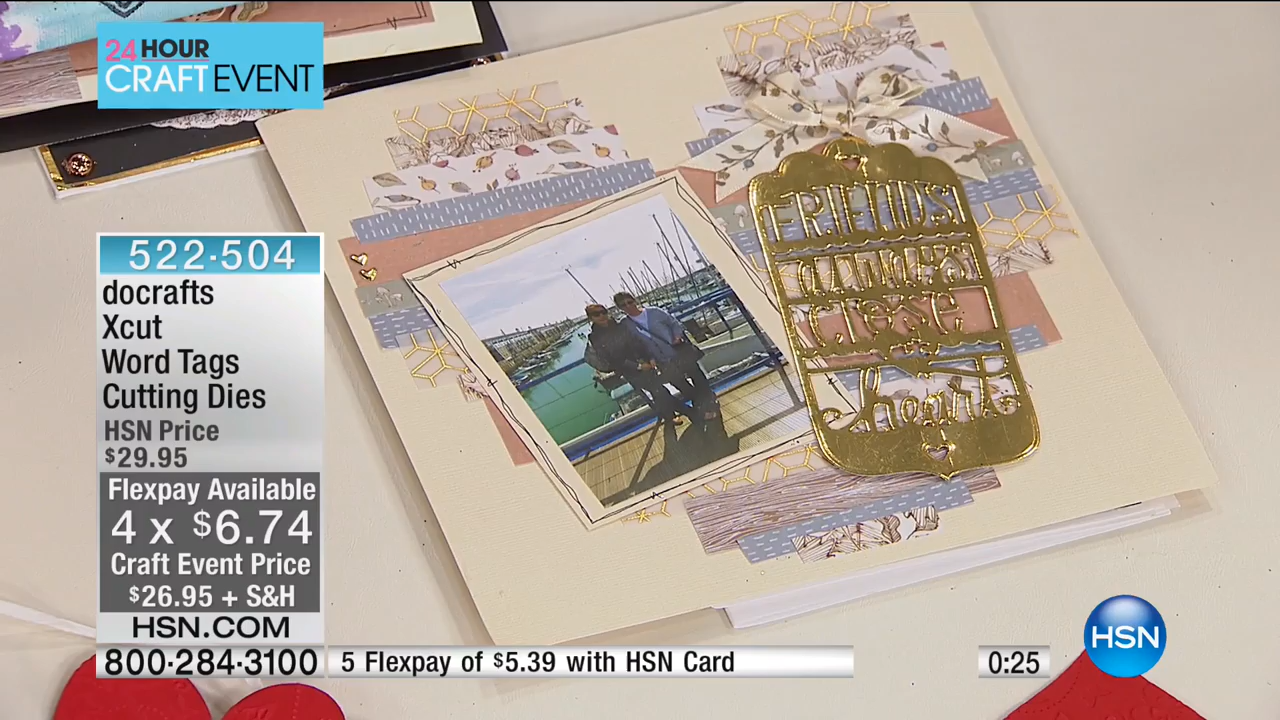 24 HOUR
CRAFT EVENT
522-504
docrafts
Xcut
Word Tags
Cutting Dies
HSN Price
$29.95
Flexpay Available
4 x $6.74
Craft Event Price
$26.95 + S&H
HSN.COM
800-284-3100
5 Flexpay of $5.39 with HSN Card
0:25
HSN
FRIENDS
always
close
heart